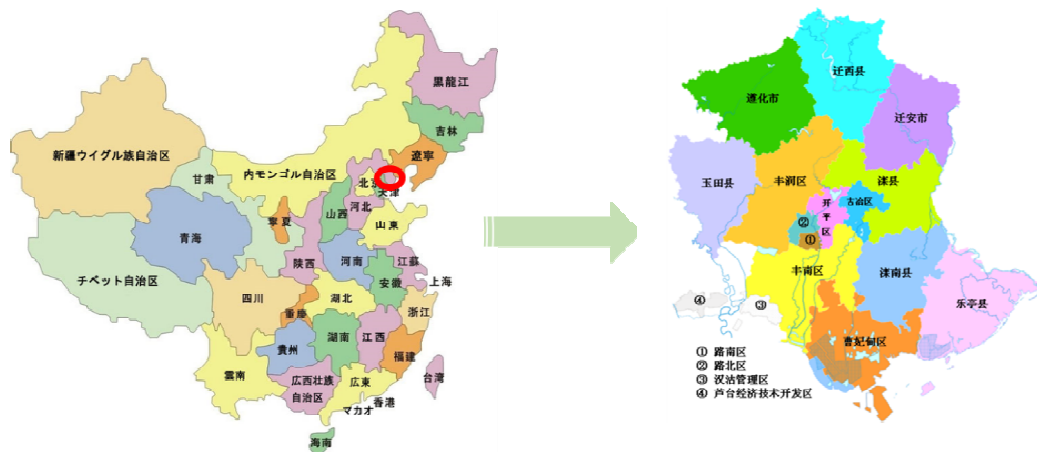 黒龍江
吉林
遼寧
新疆ウイグル族自治区
内モンゴル自治区
甘肃
北京
天津
河北
山西
山東
寧夏
青海
陕西
河南
江蘇
チベット自治区
安徽
上海
四川
湖北
重慶
浙江
湖南
江西
貴州
福建
雲南
広西壮族
自治区
広東
台湾
香港
マカオ
海南
迁西县
遵化市
迁安市
玉田县
丰润区
滦县
开平区
古冶区
②
①
丰南区
滦南县
④
③
乐亭县
曹妃甸区
① 路南区
② 路北区
③ 汉沽管理区
④ 芦台经济技术开发区